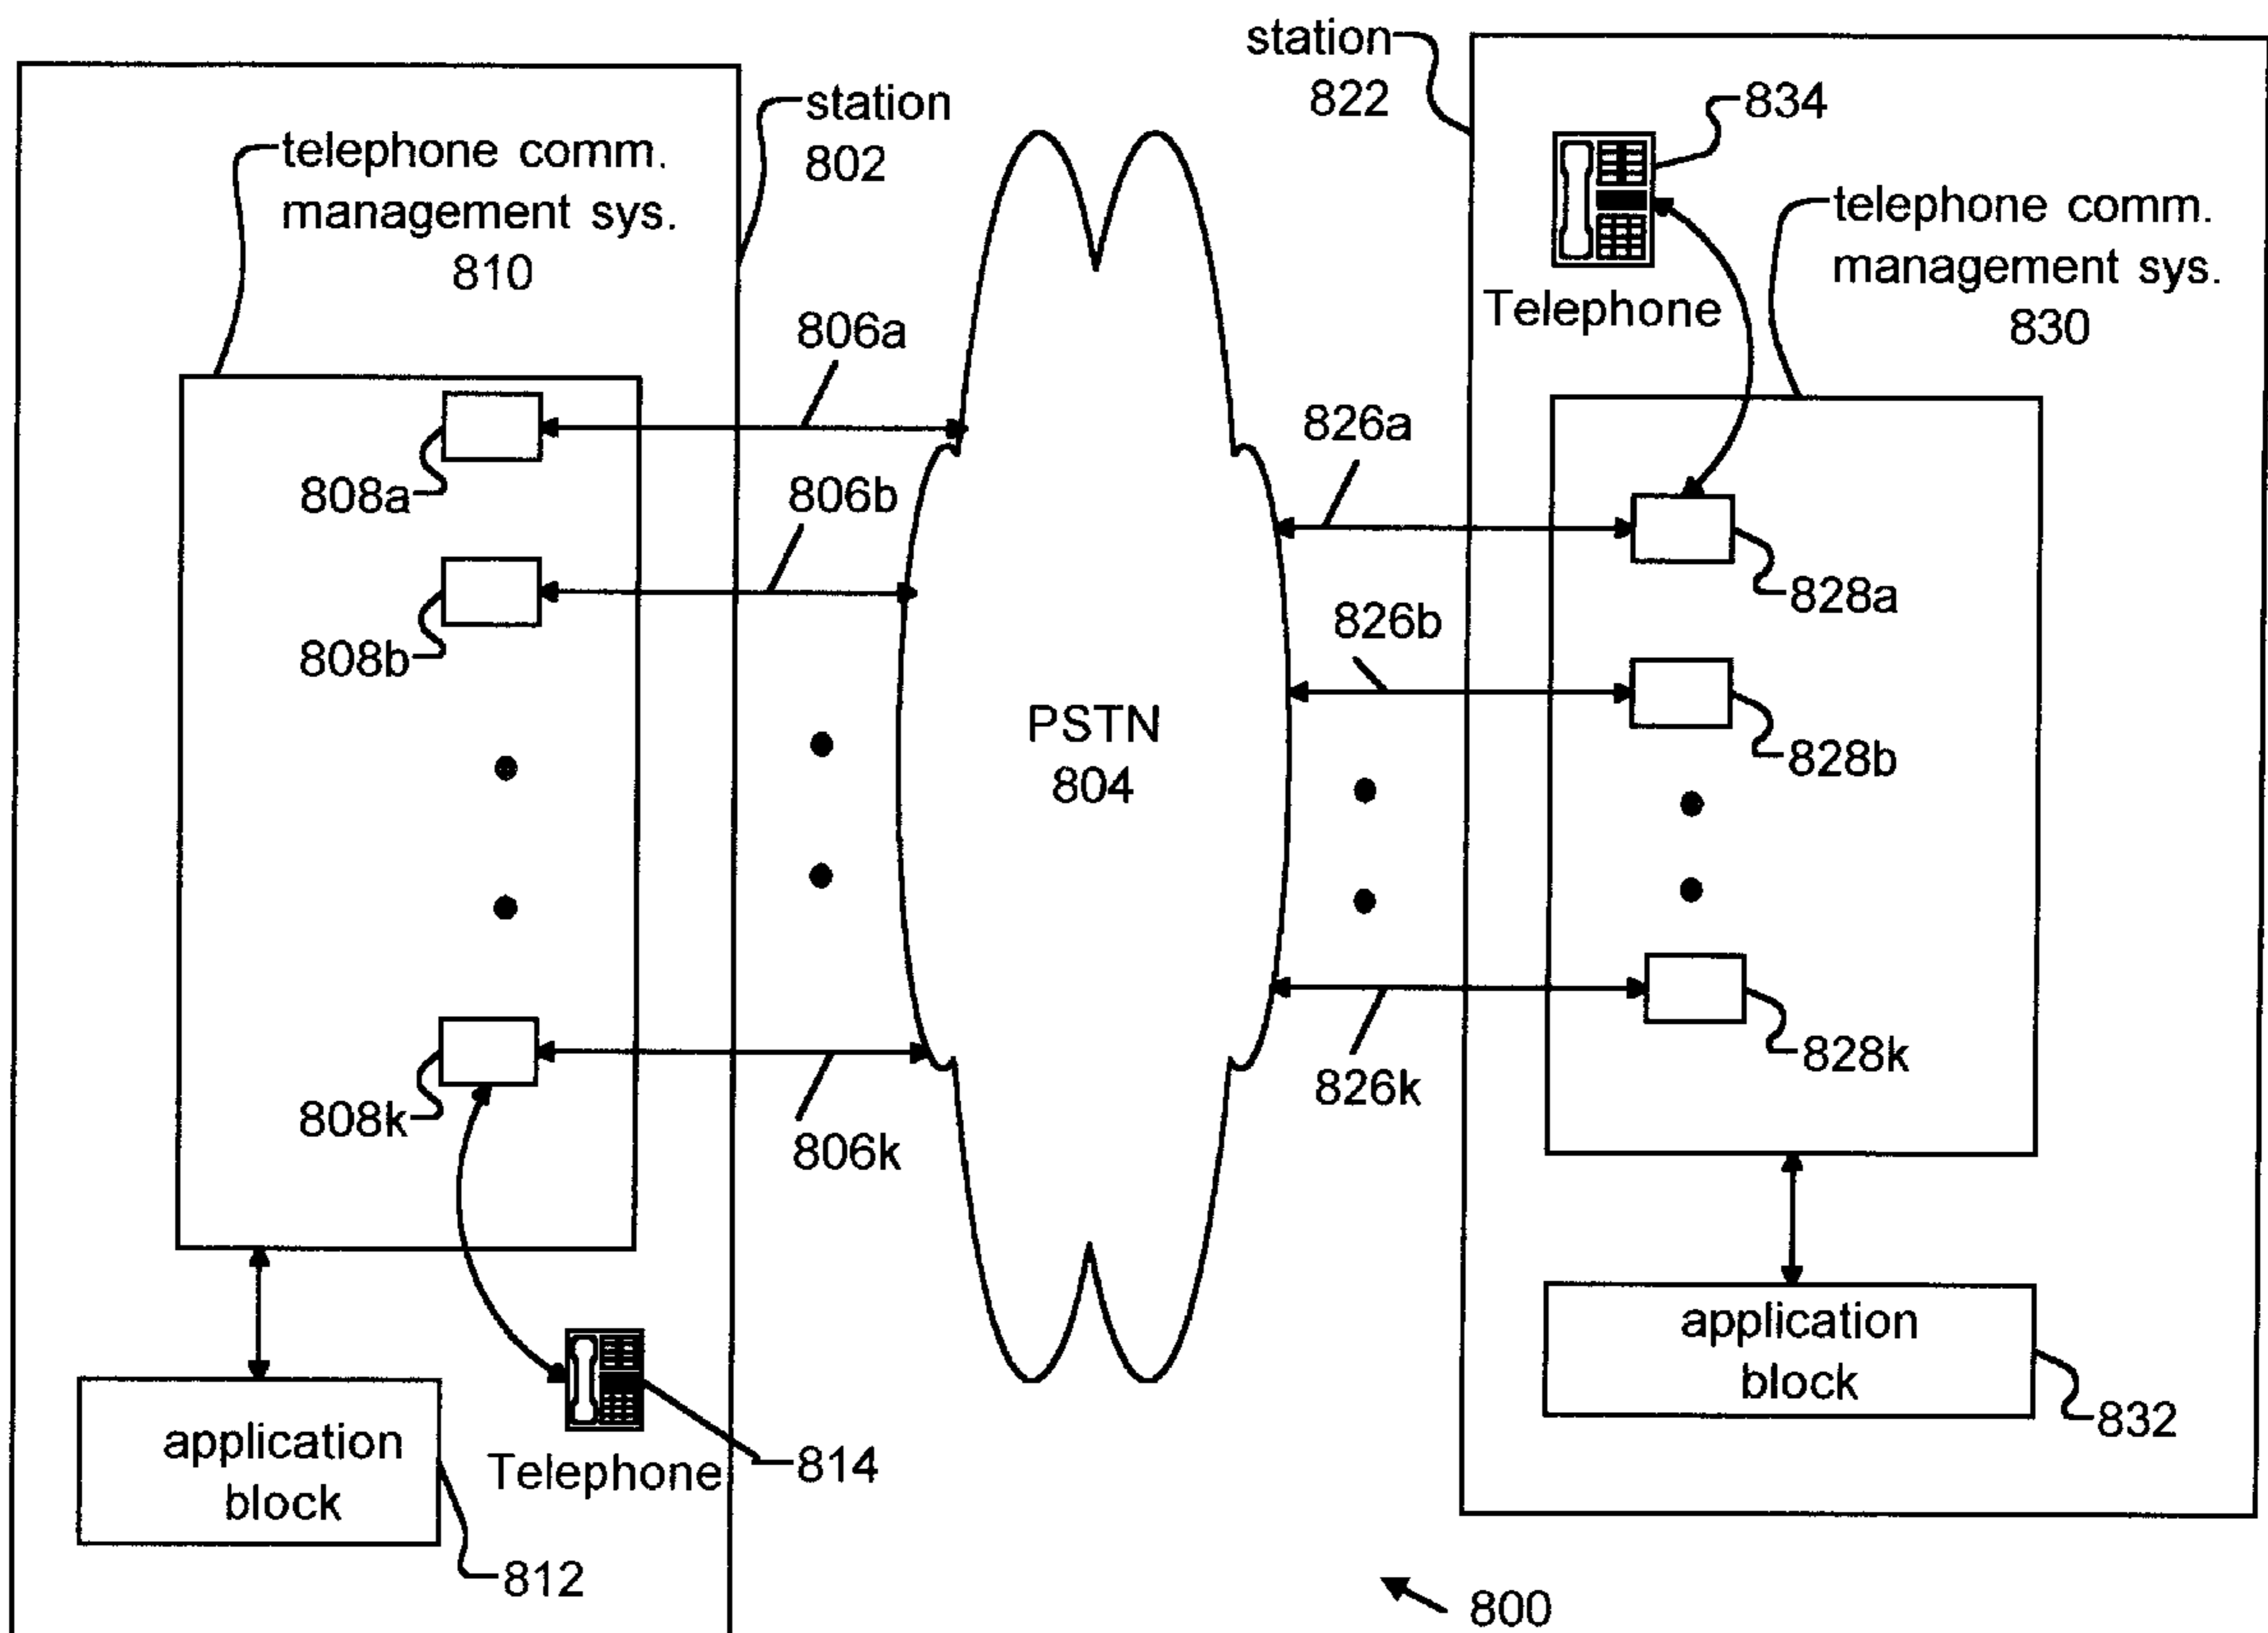 station
822
834
station
802
telephone comm.
management sys.
810
telephone comm.
management sys.
830
Telephone
806a
826a
808a
806b
828a
826b
808b
828b
PSTN
804
828k
826k
808k
806k
application
block
832
application
block
Telephone
814
812
800